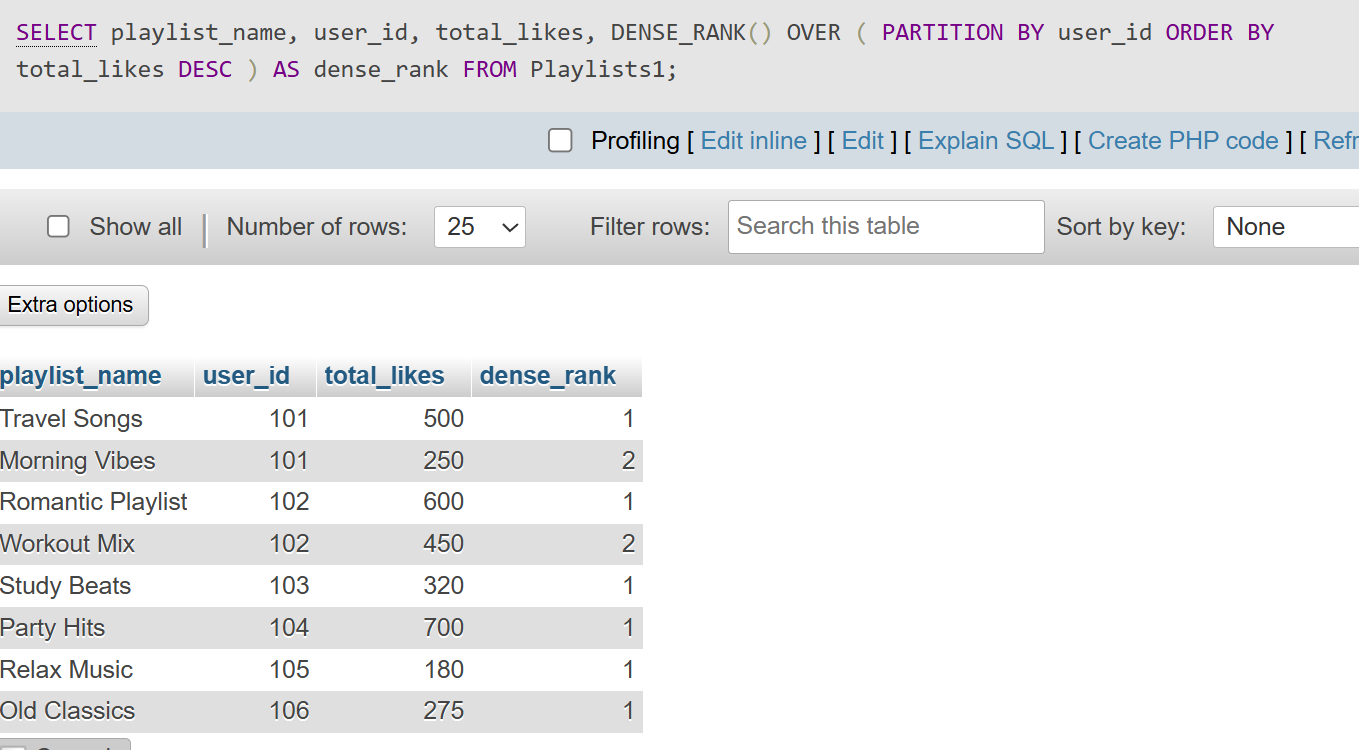 SELECT playlist_name, user_id, total_likes, DENSE_RANK() OVER ( PARTITION BY user_id ORDER BY
total_likes DESC ) AS dense_rank FROM Playlists1;
Profiling [ Edit inline ] [ Edit ] [ Explain SQL ] [ Create PHP code ] [ Refr
Show all | Number of rows: 25 Filter rows: Search this table Sort by key: None
Extra options
playlist_name user_id total_likes dense_rank
Travel Songs 101 500 1
Morning Vibes 101 250 2
Romantic Playlist 102 600 1
Workout Mix 102 450 2
Study Beats 103 320 1
Party Hits 104 700 1
Relax Music 105 180 1
Old Classics 106 275 1